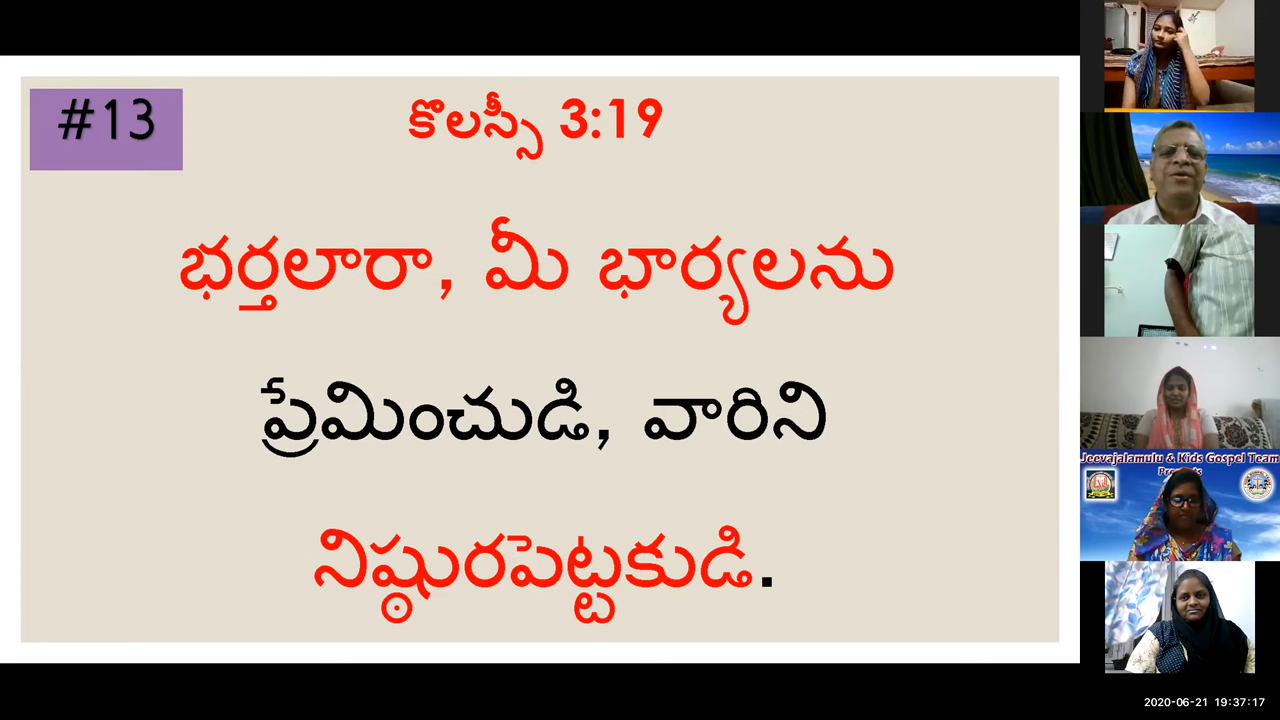 #13
కొలస్సీ 3:19
భర్తలారా, మీ భార్యలను
ప్రేమించుడి, వారిని
నిష్ఠురపెట్టకుడి.
Jeevajalamulu & Kids Gospel Team
2020-06-21 19:37:17